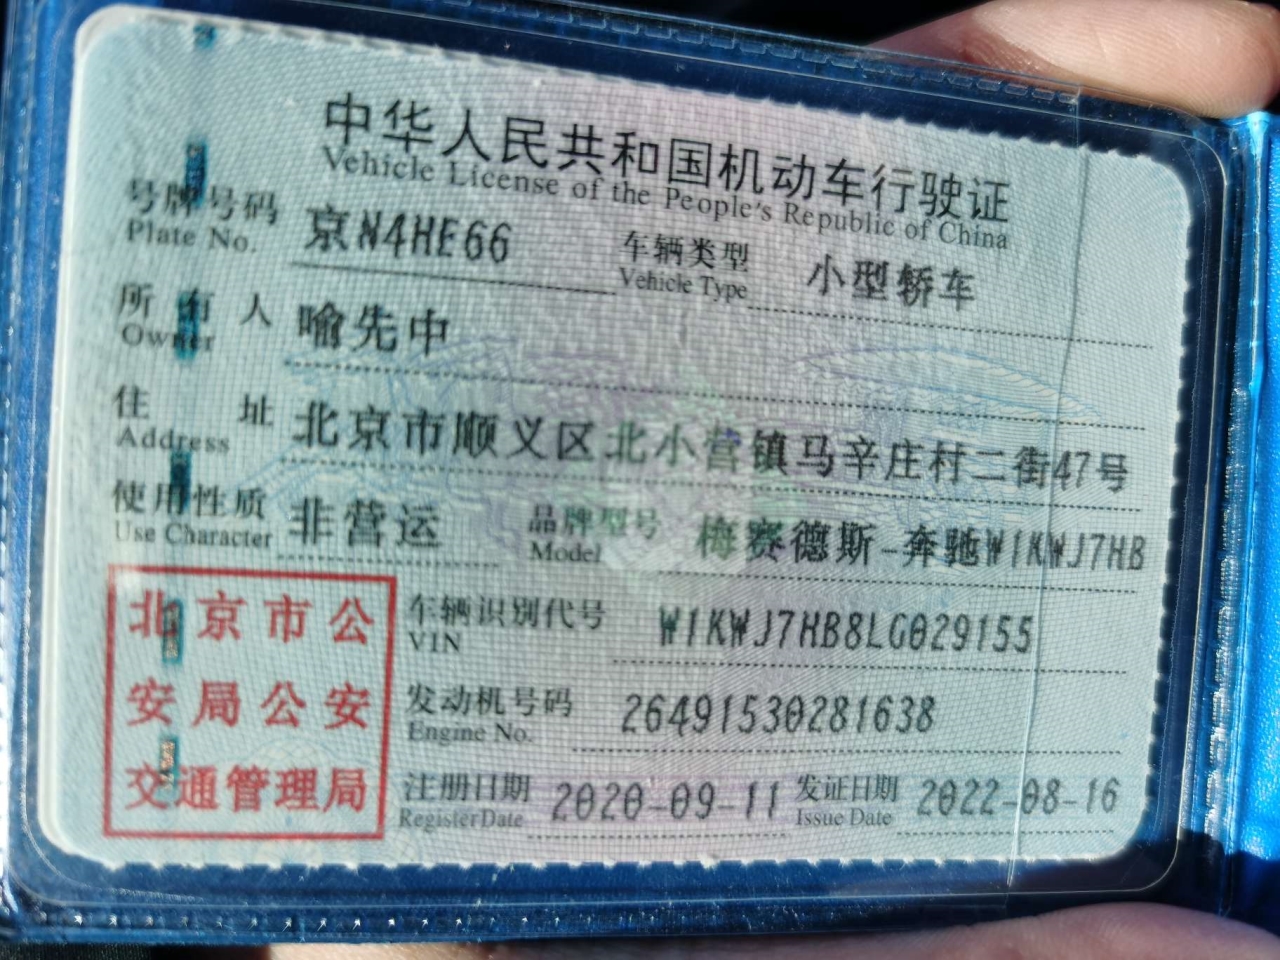 中华人民共和国机动车行驶证
Vehicle License of the People's Republic of China
号牌号码 京N4HE66 车辆类型 小型轿车
Plate No. Vehicle Type
所有人 喻先中
Owner
住址 北京市顺义区北小营镇马辛庄村二街47号
Address
使用性质 非营运 品牌型号 梅赛德斯-奔驰W1KWJ7HB
Use Character Model
北京市公
安局公安
交通管理局
车辆识别代号 W1KWJ7HB8LG029155
VIN
发动机号码 26491530281638
Engine No.
注册日期 2020-09-11 发证日期 2022-08-16
Register Date Issue Date